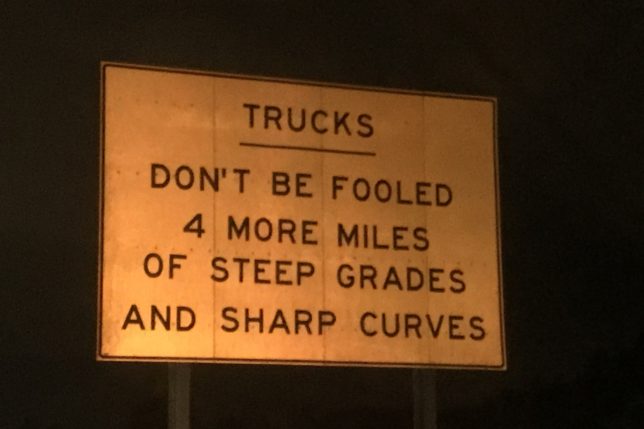 TRUCKS
DON'T BE FOOLED
4 MORE MILES
OF STEEP GRADES
AND SHARP CURVES